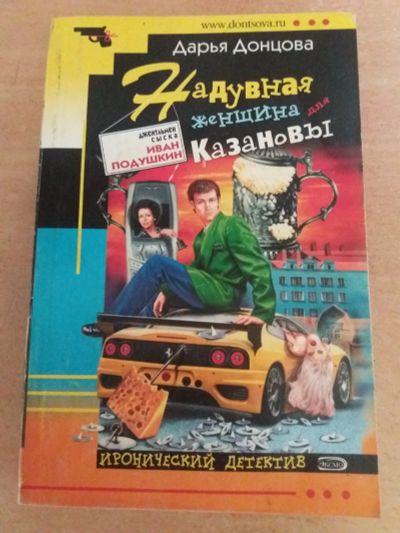 www.dontsova.ru
Дарья Донцова
Надувная
женщина для
Казановы
джентльмен
сыска
ИВАН
ПОДУШКИН
ИРОНИЧЕСКИЙ ДЕТЕКТИВ
ЭКСМО